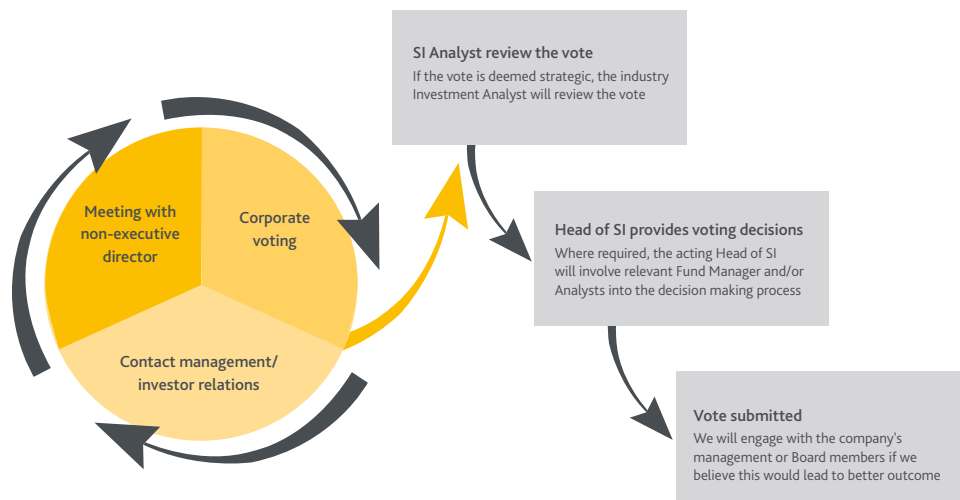 SI Analyst review the vote
If the vote is deemed strategic, the industry
Investment Analyst will review the vote
Meeting with
non-executive
director
Corporate
voting
Contact management/
investor relations
Head of SI provides voting decisions
Where required, the acting Head of SI
will involve relevant Fund Manager and/or
Analysts into the decision making process
Vote submitted
We will engage with the company's
management or Board members if we
believe this would lead to better outcome